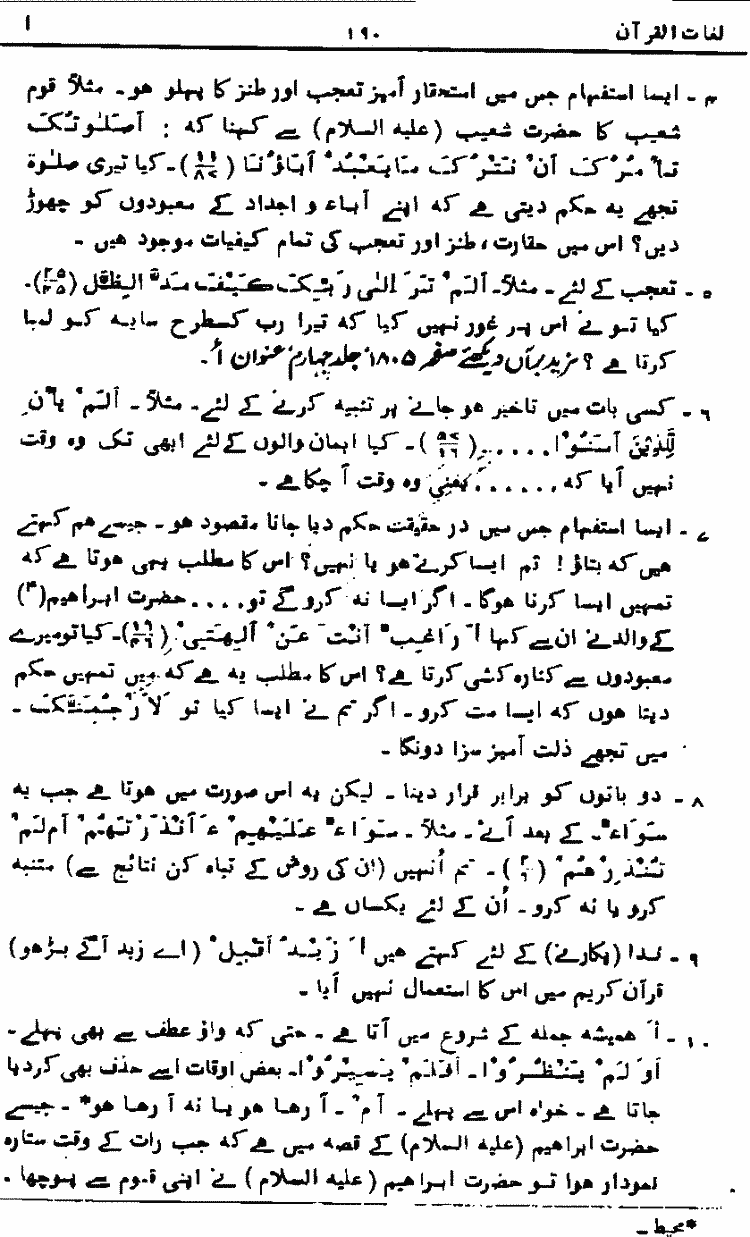 لغات القرآن ۱۹۰ ا
۴ - ایسا استفہام جس میں استحقار آمیز تعجب اور طنز کا پہلو ہو۔ مثلاً قوم
شعیب کا حضرت شعیب (علیہ السلام) سے کہنا کہ : أَصَلٰوتُکَ
تَأْمُرُکَ أَنْ نَتْرُکَ مَا یَعْبُدُ اٰبَاؤُنَا (۱۱/۸۷)۔ کیا تیری صلٰوۃ
تجھے یہ حکم دیتی ہے کہ اپنے آباء و اجداد کے معبودوں کو چھوڑ
دیں؟ اس میں حقارت، طنز اور تعجب کی تمام کیفیات موجود ہیں ۔
۵ - تعجب کے لئے ۔ مثلاً۔ اَلَمْ تَرَ اِلٰی رَبِّکَ کَیْفَ مَدَّ الظِّلَّ (۲۵/۴۵)۔
کیا تو نے اس پر غور نہیں کیا کہ تیرا رب کسطرح سایہ کو لمبا
کرتا ہے ؟ مزید برآں دیکھئے صفحہ ۱۸۰۵ جلد چہارم عنوان أ۔
۶ - کسی بات میں تاخیر ہو جانے پر تنبیہ کرنے کے لئے۔ مثلاً ۔ اَلَمْ یَاْنِ
لِلَّذِیْنَ اٰمَنُوْا..... (۵۷/۱۶)۔ کیا ایمان والوں کے لئے ابھی تک وہ وقت
نہیں آیا کہ...... یعنی وہ وقت آ چکا ہے ۔
۷ - ایسا استفہام جس میں در حقیقت حکم دیا جانا مقصود ہو ۔ جیسے ہم کہتے
ہیں کہ بتاؤ ! تم ایسا کرتے ہو یا نہیں؟ اس کا مطلب یہی ہوتا ہے کہ
تمہیں ایسا کرنا ہوگا ۔ اگر ایسا نہ کروگے تو.... حضرت ابراہیم(ؑ)
کے والد نے ان سے کہا أَ رَاغِبٌ اَنْتَ عَنْ اٰلِہَتِیْ (۱۹/۴۶)۔ کیا تو میرے
معبودوں سے کنارہ کشی کرتا ہے؟ اس کا مطلب یہ ہے کہ میں تمہیں حکم
دیتا ہوں کہ ایسا مت کرو ۔ اگر تم نے ایسا کیا تو لَأَرْجُمَنَّکَ ۔
میں تجھے ذلت آمیز سزا دونگا ۔
۸ - دو باتوں کو برابر قرار دینا ۔ لیکن یہ اس صورت میں ہوتا ہے جب یہ
سَوَاءٌ۔ کے بعد آئے۔ مثلاً ۔ سَوَاءٌ عَلَیْہِمْ ءَ اَنْذَرْتَہُمْ اَمْ لَمْ
تُنْذِرْہُمْ (۲/۶)۔ تم اُنہیں (ان کی روش کے تباہ کن نتائج سے) متنبہ
کرو یا نہ کرو ۔ اُن کے لئے یکساں ہے ۔
۹ - ندا (پکارنے) کے لئے کہتے ہیں أَ زَیْدُ اَقْبِلْ (اے زید آگے بڑھو)
قرآن کریم میں اس کا استعمال نہیں آیا ۔
۱۰ - أَ ہمیشہ جملہ کے شروع میں آتا ہے ۔ حتی کہ واؤ عطف سے بھی پہلے ۔
اَوَ لَمْ یَنْظُرُوْا۔ اَفَلَمْ یَسِیْرُوْا۔ بعض اوقات اسے حذف بھی کردیا
جاتا ہے ۔ خواہ اس سے پہلے ۔ اَمْ ۔ آ رہا ہو یا نہ آ رہا ہو* ۔ جیسے
حضرت ابراہیم (علیہ السلام) کے قصہ میں ہے کہ جب رات کے وقت ستارہ
نمودار ہوا تو حضرت ابراہیم (علیہ السلام) نے اپنی قوم سے پوچھا ۔
*محیط ۔